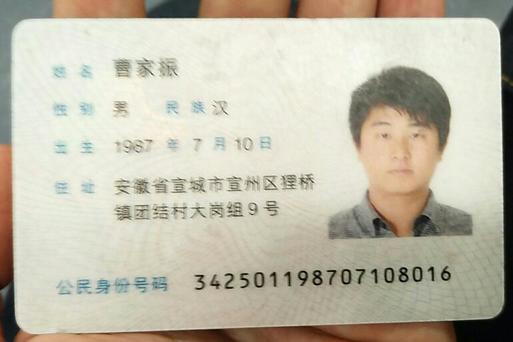 姓名 曹家振
性别 男 民族 汉
出生 1987 年 7 月 10 日
住址 安徽省宣城市宣州区狸桥
镇团结村大岗组9号
公民身份号码 342501198707108016